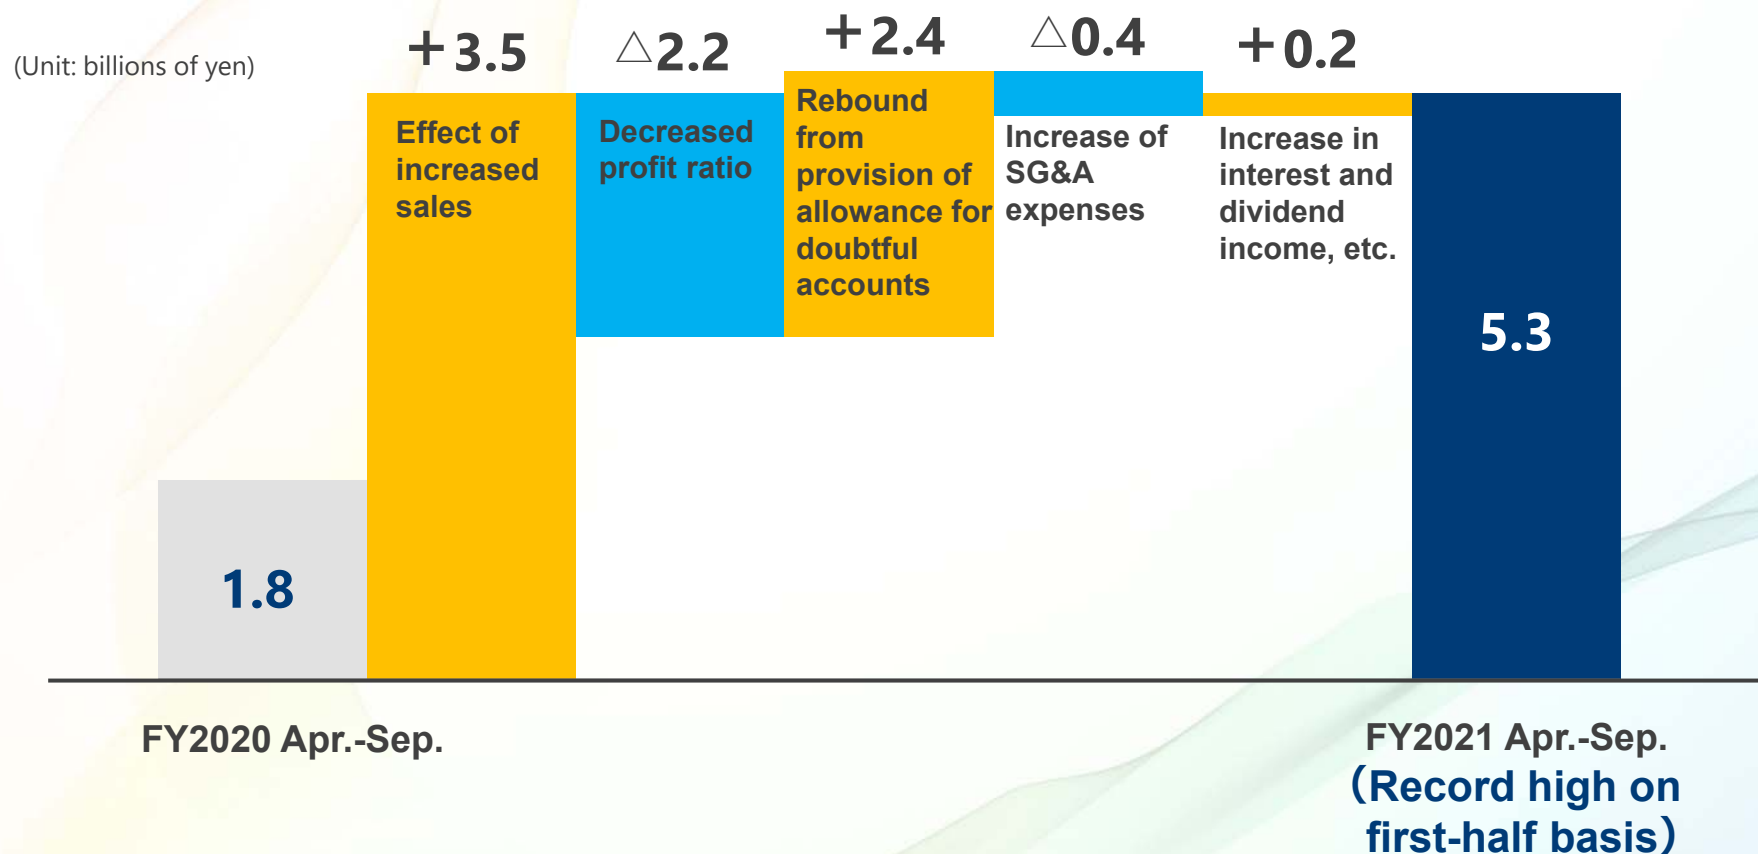 (Unit: billions of yen)
+3.5
△2.2
+2.4
△0.4
+0.2
Effect of
increased
sales
Decreased
profit ratio
Rebound
from
provision of
allowance for
doubtful
accounts
Increase of
SG&A
expenses
Increase in
interest and
dividend
income, etc.
1.8
5.3
FY2020 Apr.-Sep.
FY2021 Apr.-Sep.
（Record high on
first-half basis）